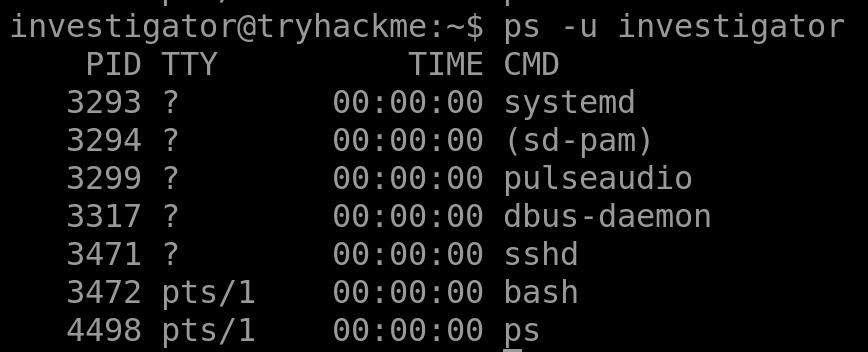 investigator@tryhackme:~$ ps -u investigator
    PID TTY          TIME CMD
   3293 ?        00:00:00 systemd
   3294 ?        00:00:00 (sd-pam)
   3299 ?        00:00:00 pulseaudio
   3317 ?        00:00:00 dbus-daemon
   3471 ?        00:00:00 sshd
   3472 pts/1    00:00:00 bash
   4498 pts/1    00:00:00 ps